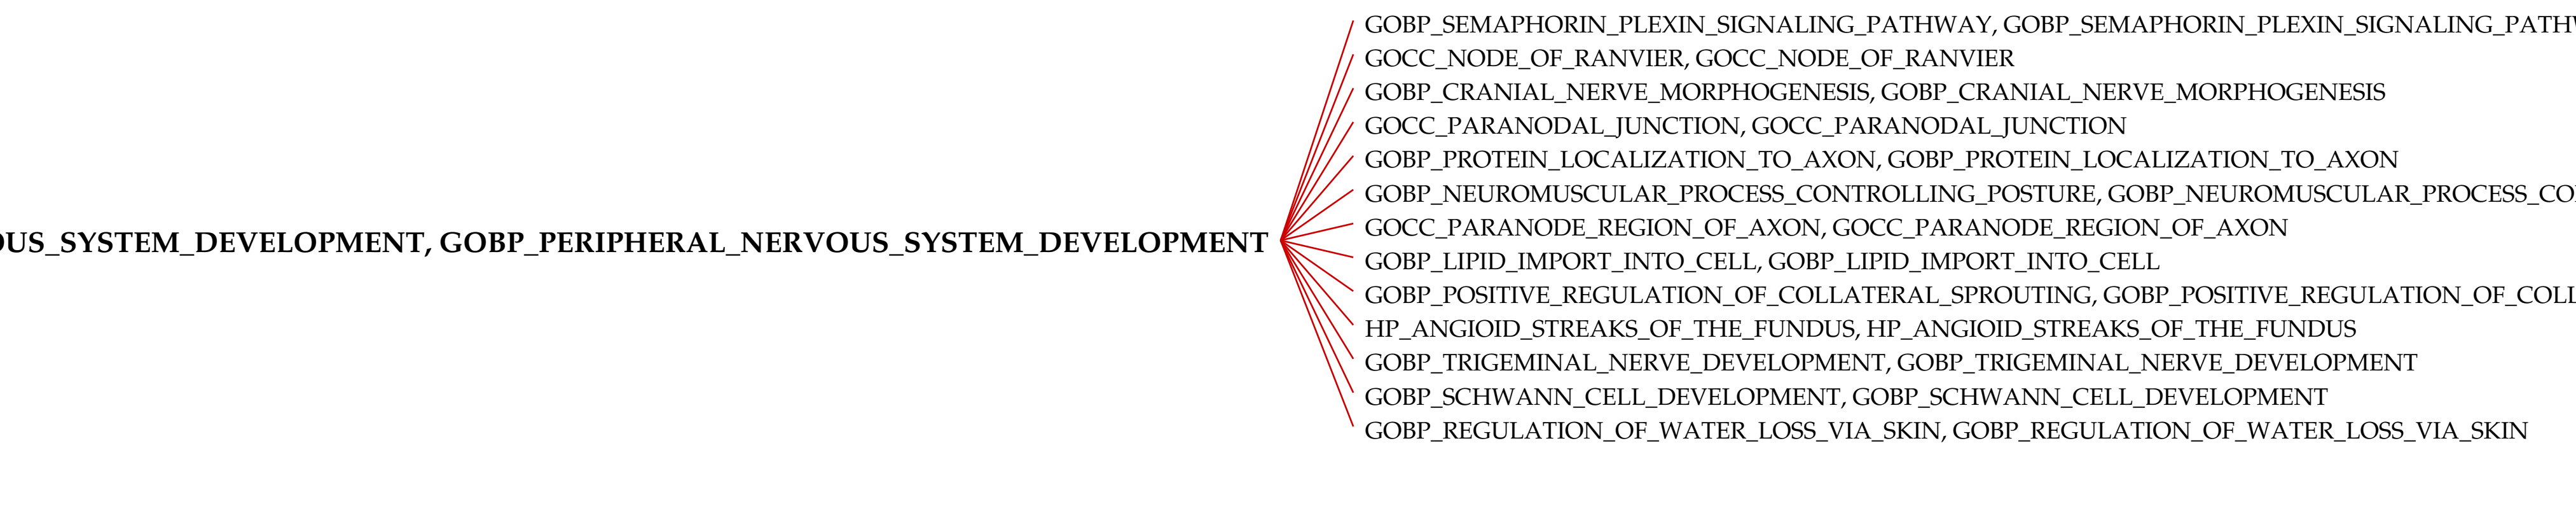 GOBP_SEMAPHORIN_PLEXIN_SIGNALING_PATHWAY, GOBP_SEMAPHORIN_PLEXIN_SIGNALING_PATH
GOCC_NODE_OF_RANVIER, GOCC_NODE_OF_RANVIER
GOBP_CRANIAL_NERVE_MORPHOGENESIS, GOBP_CRANIAL_NERVE_MORPHOGENESIS
GOCC_PARANODAL_JUNCTION, GOCC_PARANODAL_JUNCTION
GOBP_PROTEIN_LOCALIZATION_TO_AXON, GOBP_PROTEIN_LOCALIZATION_TO_AXON
GOBP_NEUROMUSCULAR_PROCESS_CONTROLLING_POSTURE, GOBP_NEUROMUSCULAR_PROCESS_CO
GOCC_PARANODE_REGION_OF_AXON, GOCC_PARANODE_REGION_OF_AXON
OUS_SYSTEM_DEVELOPMENT, GOBP_PERIPHERAL_NERVOUS_SYSTEM_DEVELOPMENT
GOBP_LIPID_IMPORT_INTO_CELL, GOBP_LIPID_IMPORT_INTO_CELL
GOBP_POSITIVE_REGULATION_OF_COLLATERAL_SPROUTING, GOBP_POSITIVE_REGULATION_OF_COLL
HP_ANGIOID_STREAKS_OF_THE_FUNDUS, HP_ANGIOID_STREAKS_OF_THE_FUNDUS
GOBP_TRIGEMINAL_NERVE_DEVELOPMENT, GOBP_TRIGEMINAL_NERVE_DEVELOPMENT
GOBP_SCHWANN_CELL_DEVELOPMENT, GOBP_SCHWANN_CELL_DEVELOPMENT
GOBP_REGULATION_OF_WATER_LOSS_VIA_SKIN, GOBP_REGULATION_OF_WATER_LOSS_VIA_SKIN